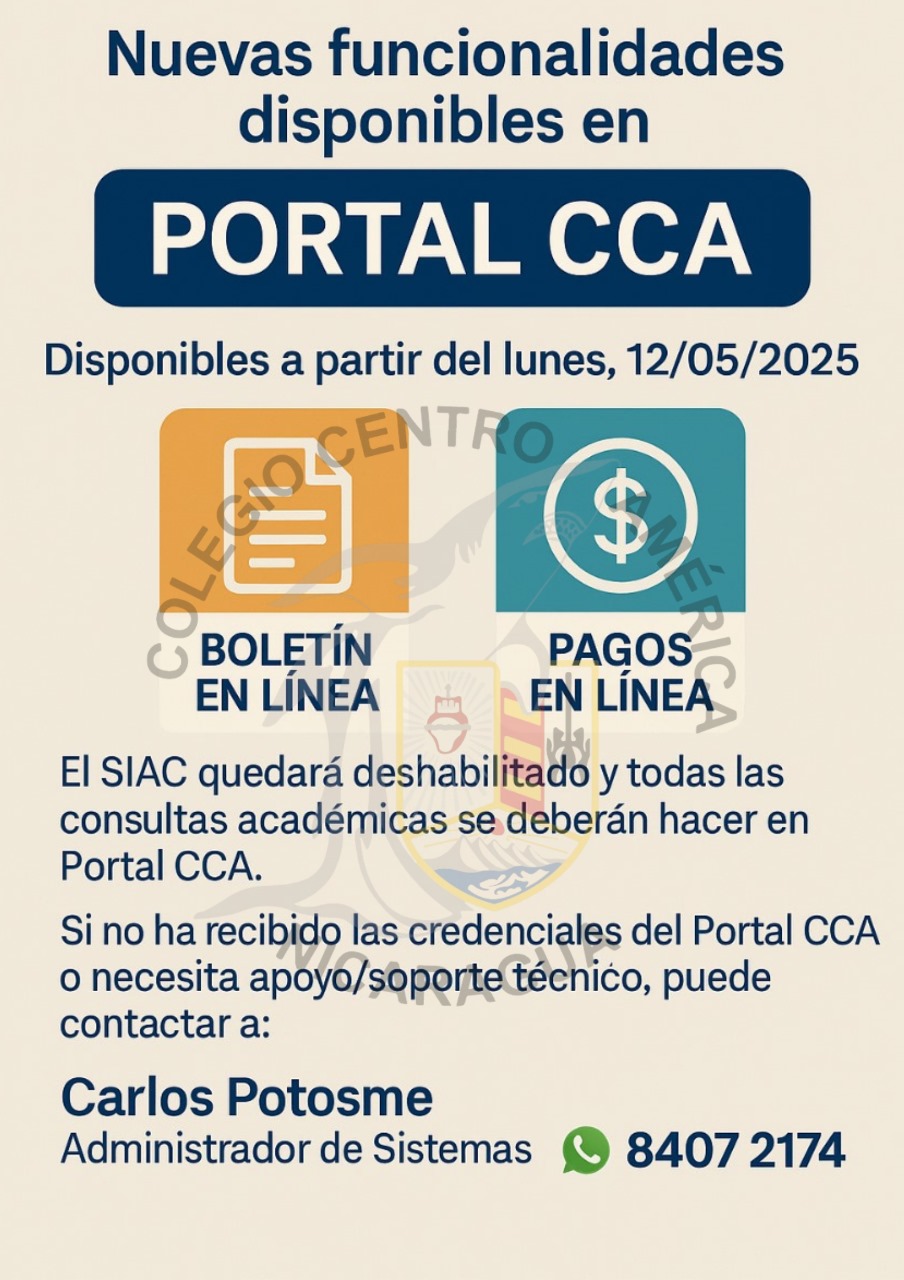 Nuevas funcionalidades
disponibles en
PORTAL CCA
Disponibles a partir del lunes, 12/05/2025
COLEGIO CENTRO AMÉRICA
BOLETÍN
EN LÍNEA
PAGOS
EN LÍNEA
El SIAC quedará deshabilitado y todas las
consultas académicas se deberán hacer en
Portal CCA.
Si no ha recibido las credenciales del Portal CCA
o necesita apoyo/soporte técnico, puede
contactar a:
NICARAGUA
Carlos Potosme
Administrador de Sistemas
8407 2174